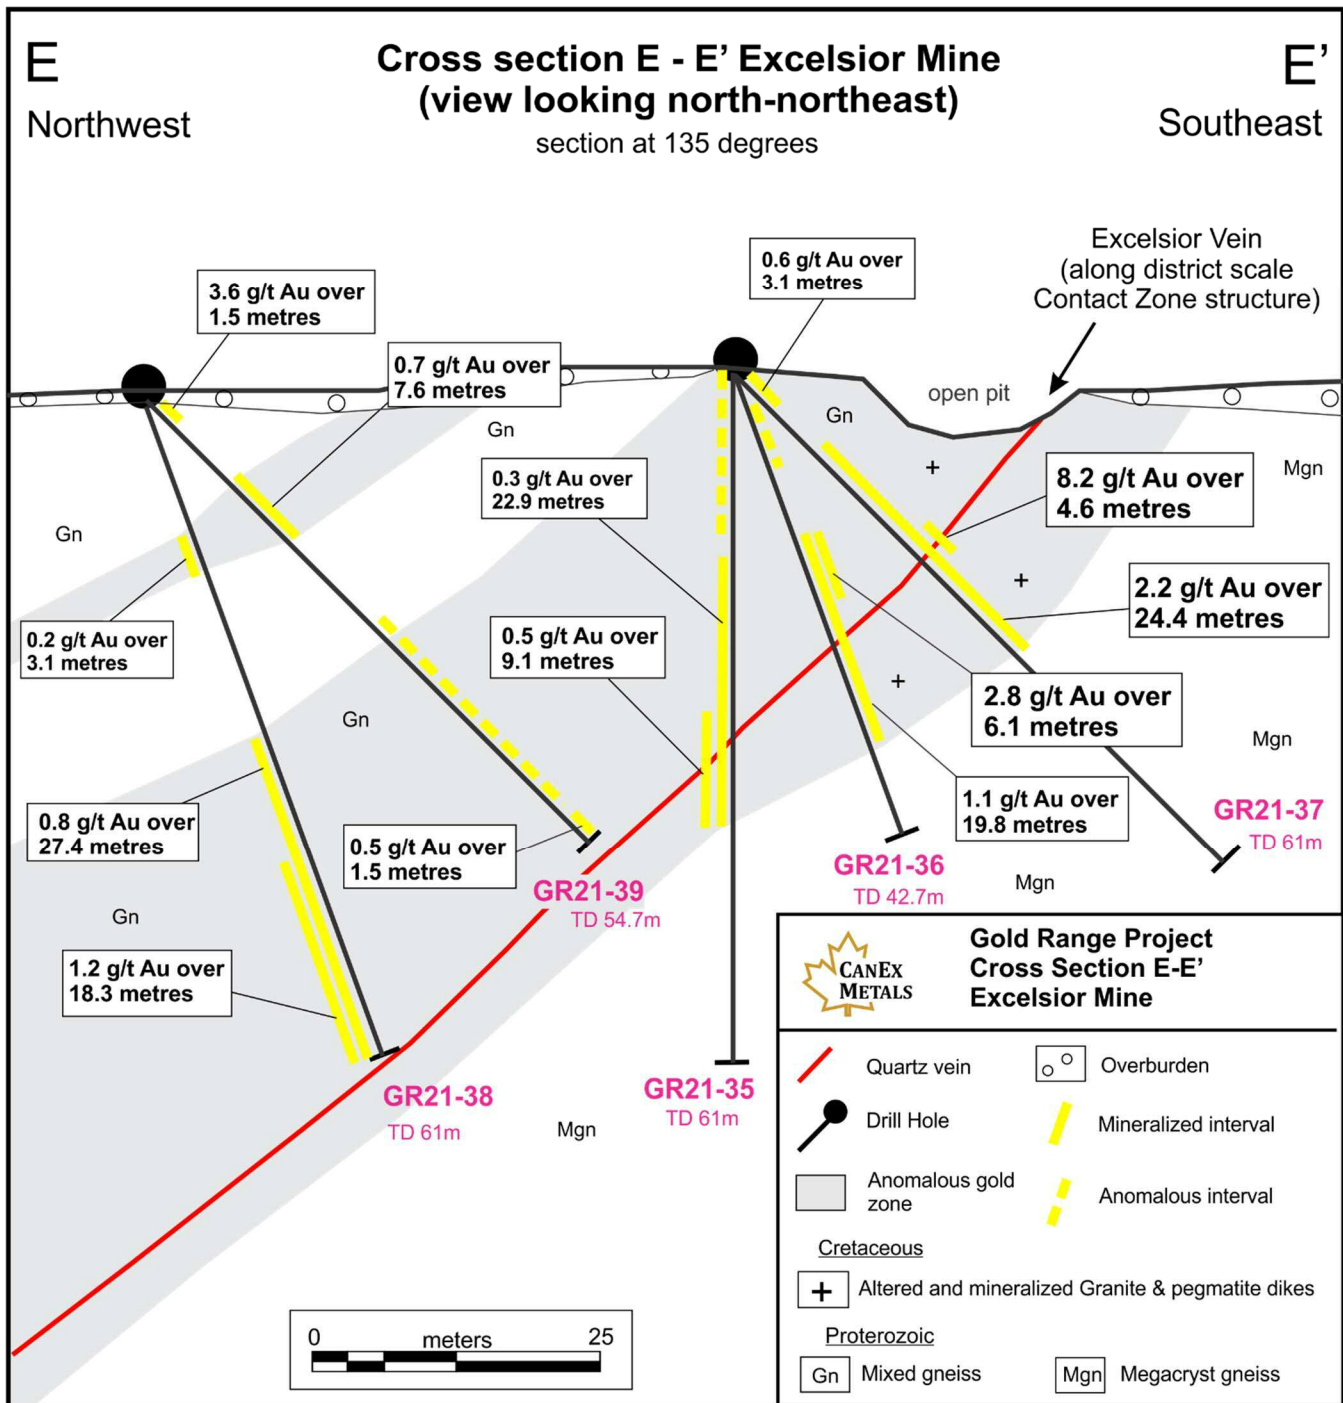 E
Cross section E - E’ Excelsior Mine
(view looking north-northeast)
section at 135 degrees
E’
Northwest
Southeast
Excelsior Vein
(along district scale
Contact Zone structure)
3.6 g/t Au over
1.5 metres
0.6 g/t Au over
3.1 metres
0.7 g/t Au over
7.6 metres
open pit
Gn
Gn
Mgn
0.3 g/t Au over
22.9 metres
8.2 g/t Au over
4.6 metres
Gn
2.2 g/t Au over
24.4 metres
0.2 g/t Au over
3.1 metres
0.5 g/t Au over
9.1 metres
2.8 g/t Au over
6.1 metres
Gn
Mgn
0.8 g/t Au over
27.4 metres
0.5 g/t Au over
1.5 metres
1.1 g/t Au over
19.8 metres
GR21-37
TD 61m
GR21-36
TD 42.7m
GR21-39
TD 54.7m
Mgn
Gn
1.2 g/t Au over
18.3 metres
GR21-38
TD 61m
GR21-35
TD 61m
Mgn
0 meters 25
CANEX
METALS
Gold Range Project
Cross Section E-E’
Excelsior Mine
Quartz vein
Overburden
Drill Hole
Mineralized interval
Anomalous gold
zone
Anomalous interval
Cretaceous
+ Altered and mineralized Granite & pegmatite dikes
Proterozoic
Gn Mixed gneiss
Mgn Megacryst gneiss